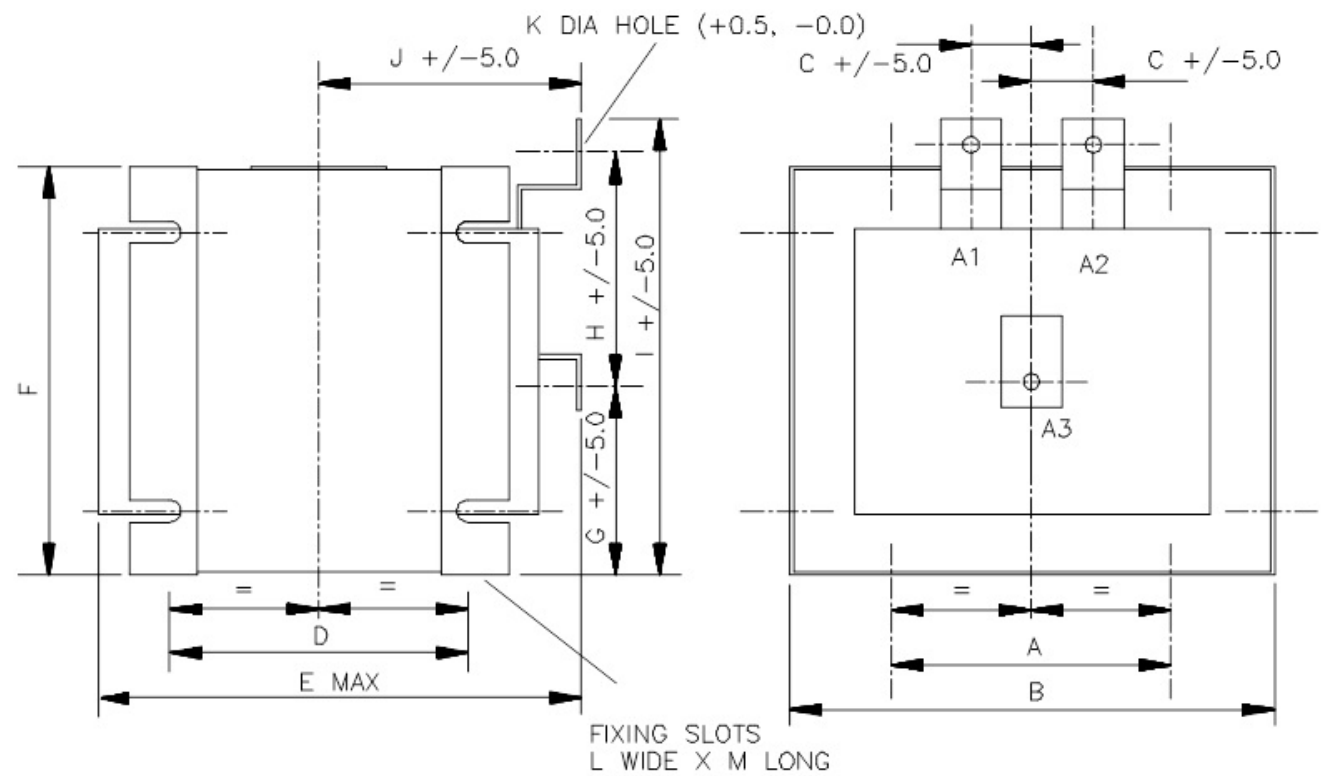 K DIA HOLE (+0.5, -0.0)
J +/-5.0
C +/-5.0
C +/-5.0
F
H +/-5.0
I +/-5.0
G +/-5.0
A1
A2
A3
=
=
D
E MAX
=
=
A
B
FIXING SLOTS
L WIDE X M LONG